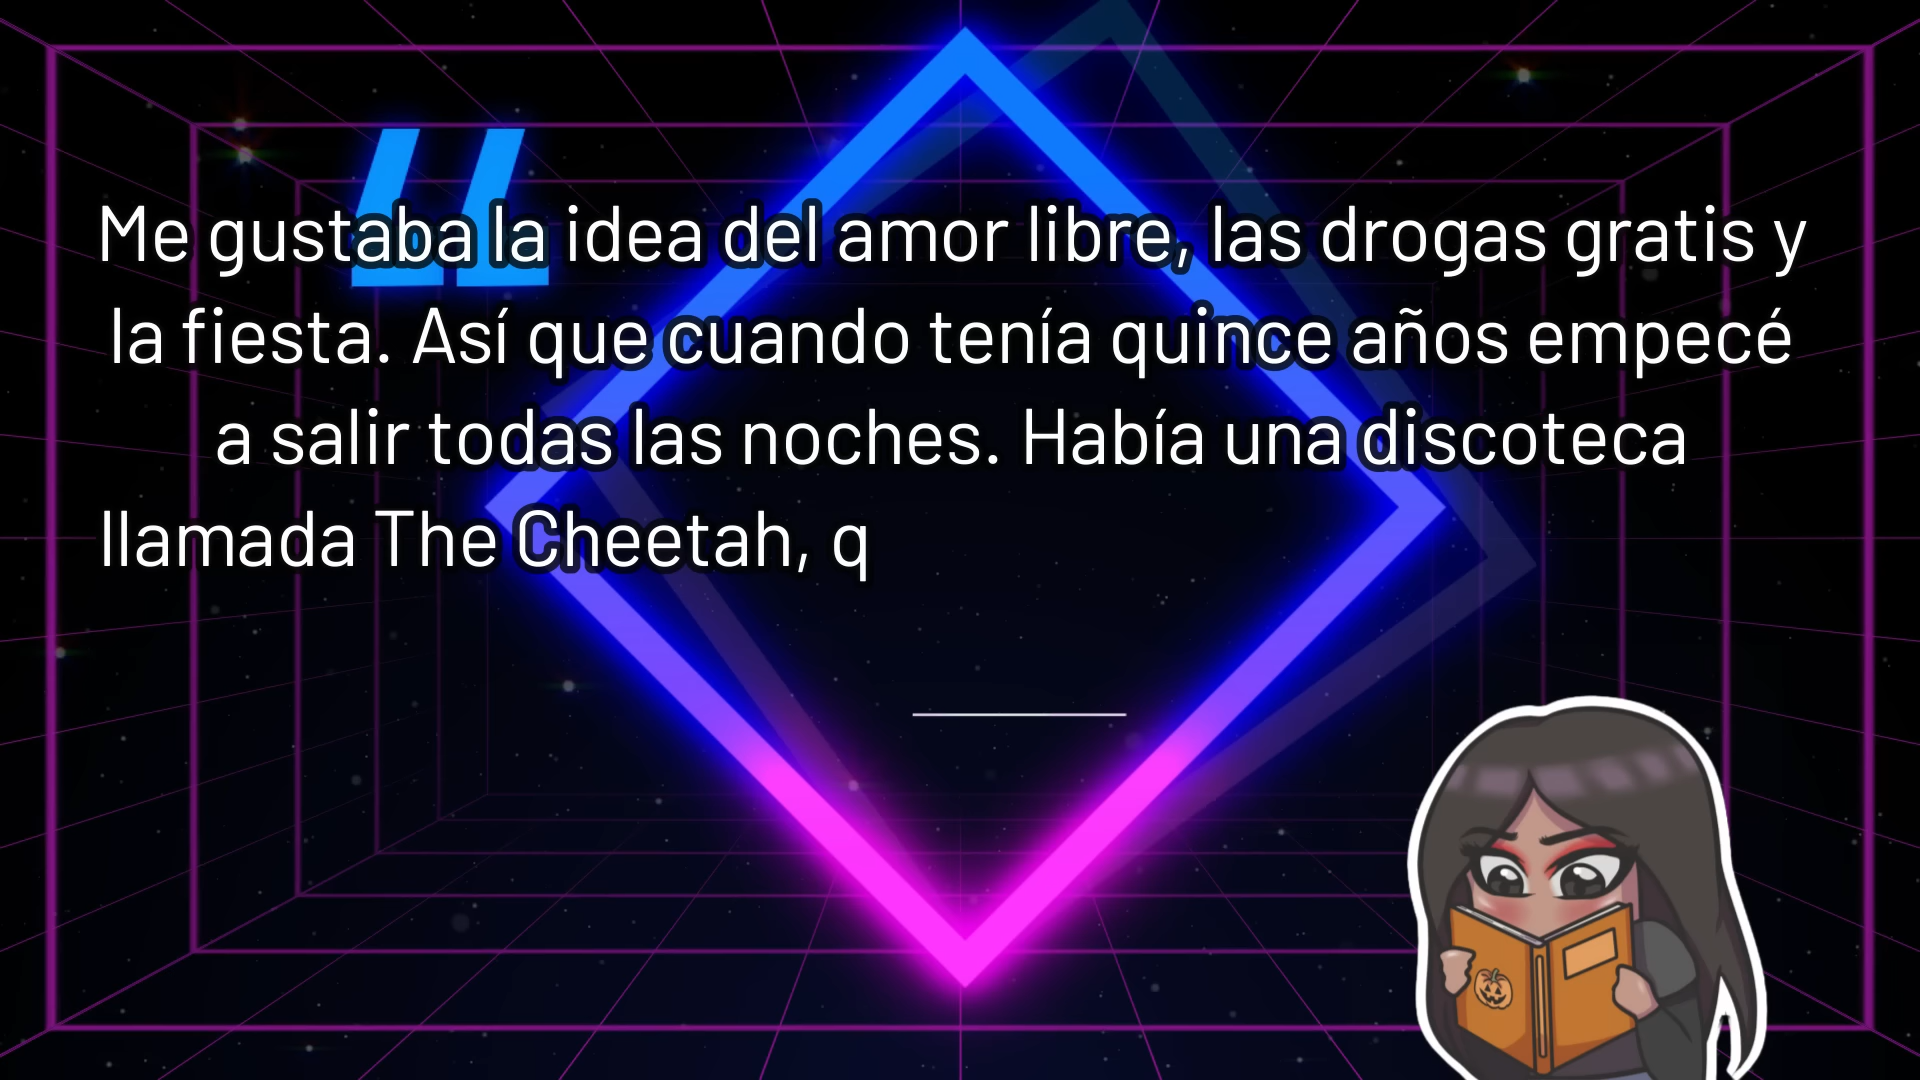 Me gustaba la idea del amor libre, las drogas gratis y
la fiesta. Así que cuando tenía quince años empecé
a salir todas las noches. Había una discoteca
llamada The Cheetah, q